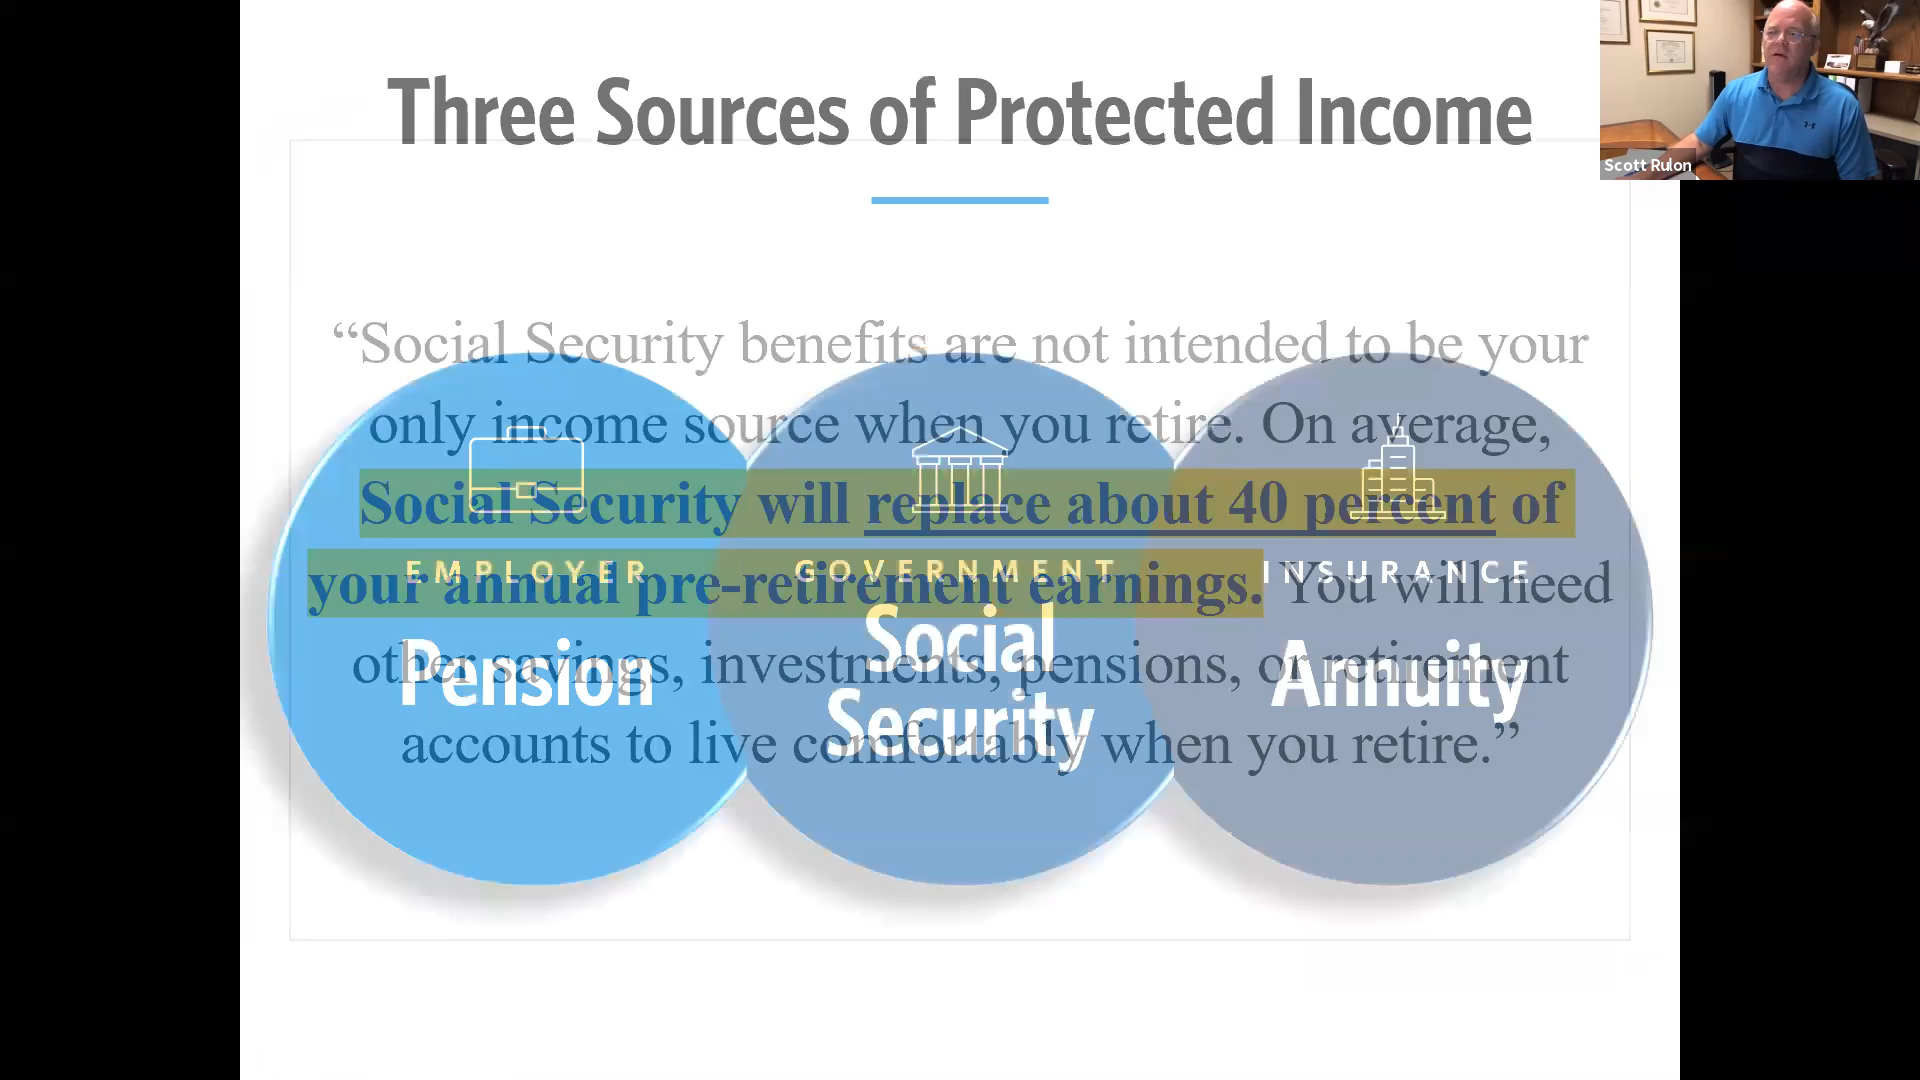 Three Sources of Protected Income
Scott Rulon
“Social Security benefits are not intended to be your
only income source when you retire. On average,
Social Security will replace about 40 percent of
your annual pre-retirement earnings. You will need
other savings, investments, pensions, or retirement
accounts to live comfortably when you retire.”
EMPLOYER
Pension
GOVERNMENT
Social
Security
INSURANCE
Annuity